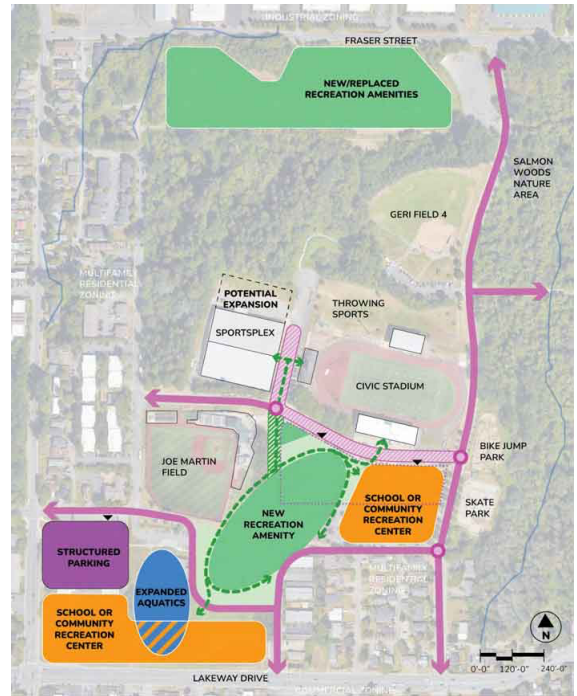 INDUSTRIAL ZONING
FRASER STREET
NEW/REPLACED
RECREATION AMENITIES
SALMON
WOODS
NATURE
AREA
GERI FIELD 4
MULTIFAMILY
RESIDENTIAL
ZONING
POTENTIAL
EXPANSION
THROWING
SPORTS
SPORTSPLEX
CIVIC STADIUM
BIKE JUMP
PARK
JOE MARTIN
FIELD
SKATE
PARK
NEW
RECREATION
AMENITY
SCHOOL OR
COMMUNITY
RECREATION
CENTER
STRUCTURED
PARKING
MULTIFAMILY
RESIDENTIAL
ZONING
EXPANDED
AQUATICS
SCHOOL OR
COMMUNITY
RECREATION
CENTER
N
0'-0" 120'-0" 240'-0"
LAKEWAY DRIVE
COMMERCIAL ZONING